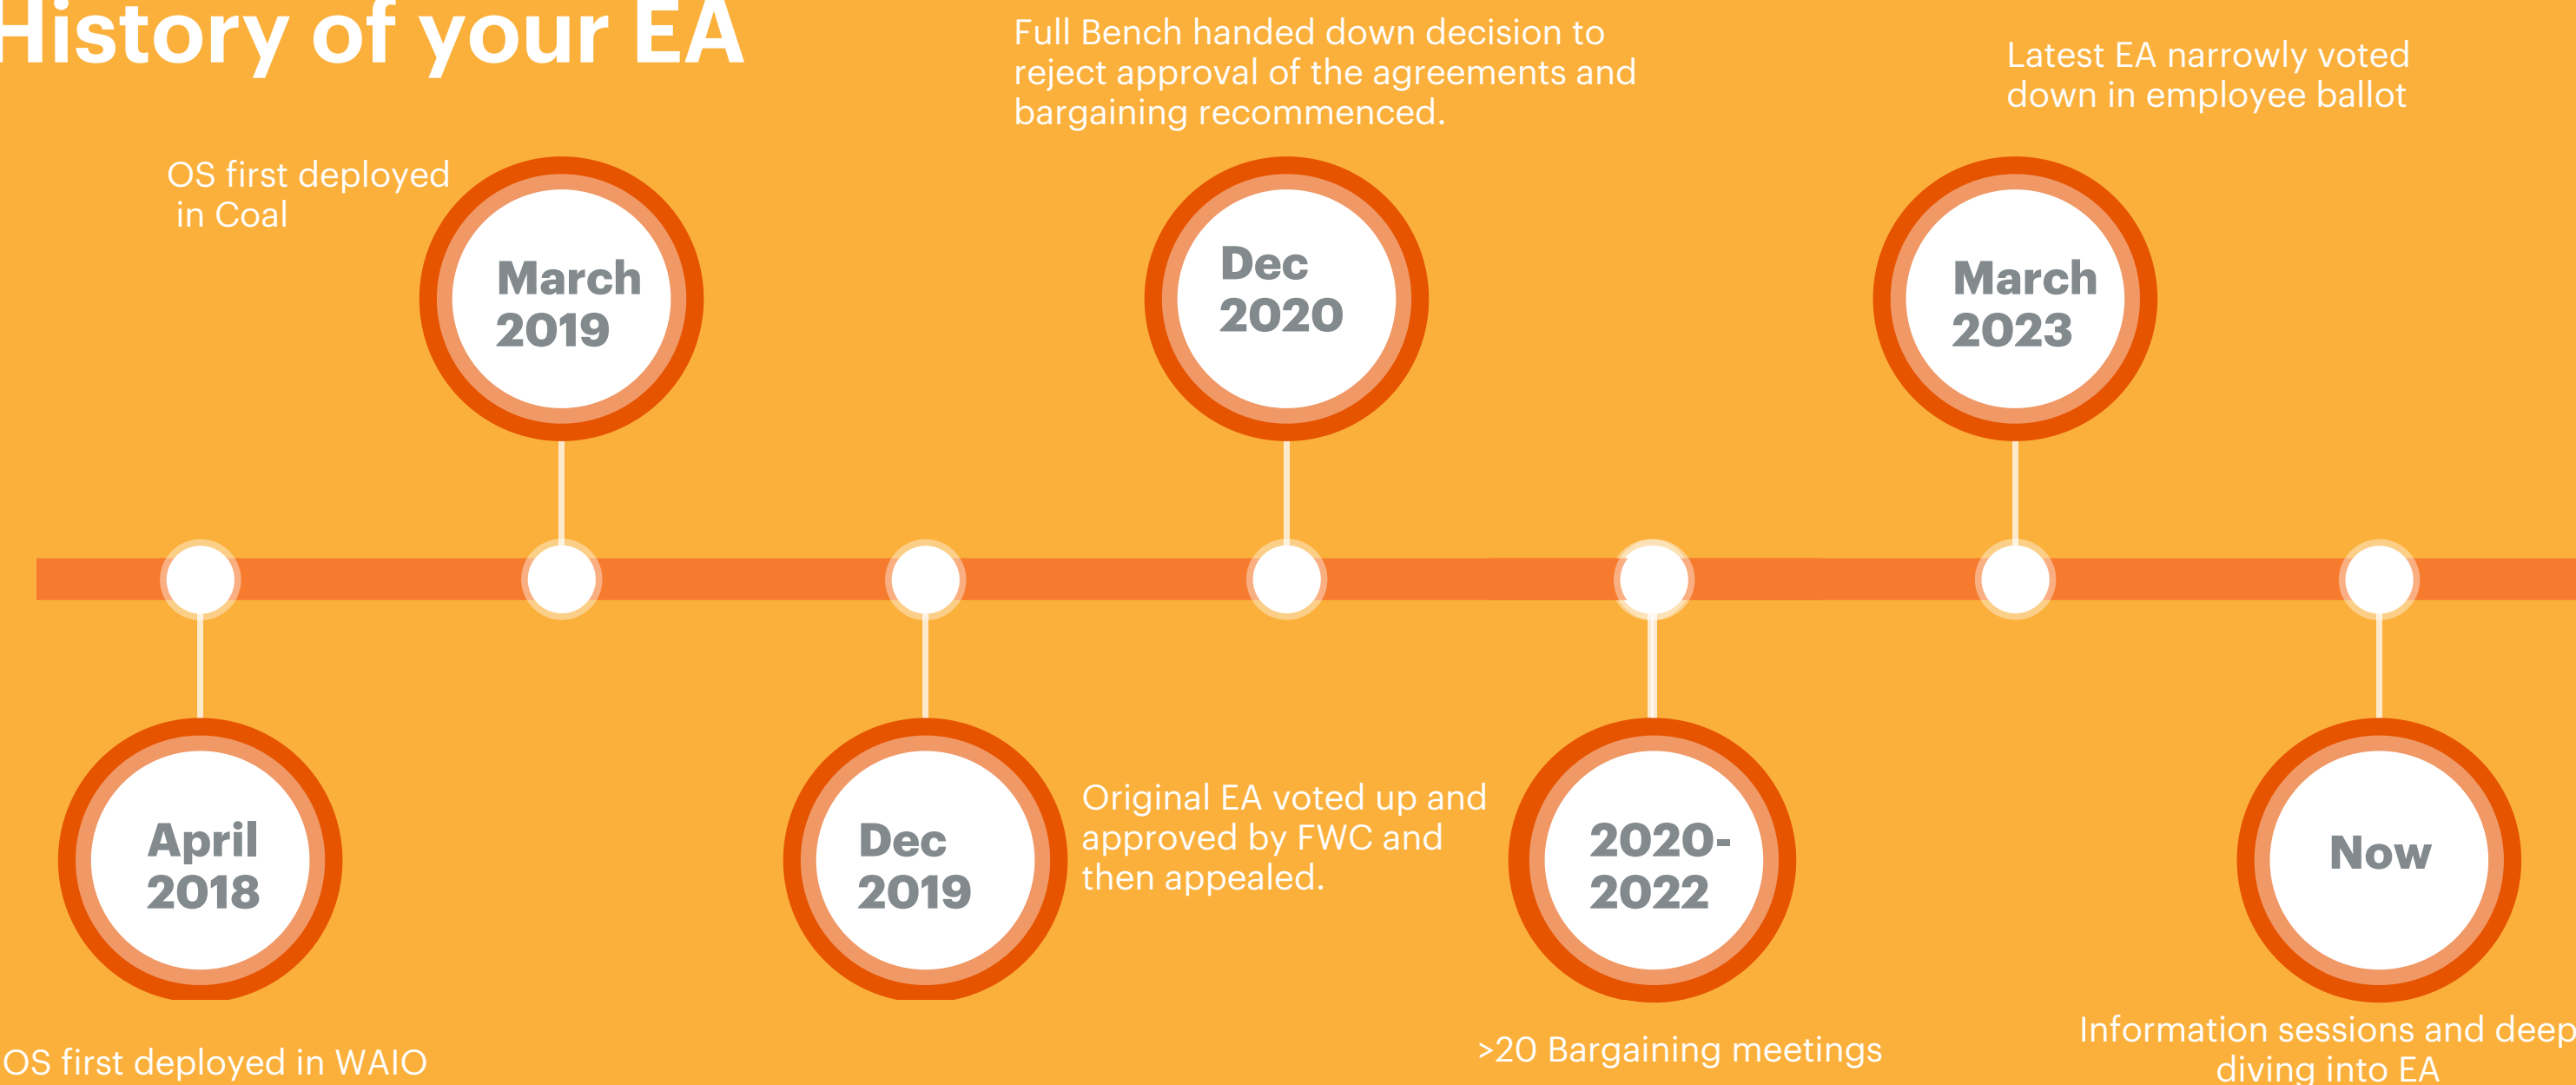 History of your EA
Full Bench handed down decision to
reject approval of the agreements and
bargaining recommenced.
Latest EA narrowly voted
down in employee ballot
OS first deployed
in Coal
March
2019
Dec
2020
March
2023
April
2018
Dec
2019
Original EA voted up and
approved by FWC and
then appealed.
2020-
2022
Now
OS first deployed in WAIO
>20 Bargaining meetings
Information sessions and deep
diving into EA